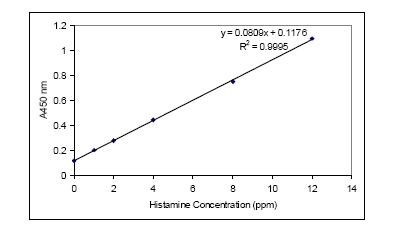 y = 0.0809x + 0.1176
R² = 0.9995
1.2
1
0.8
0.6
0.4
0.2
0
A450 nm
0 2 4 6 8 10 12 14
Histamine Concentration (ppm)